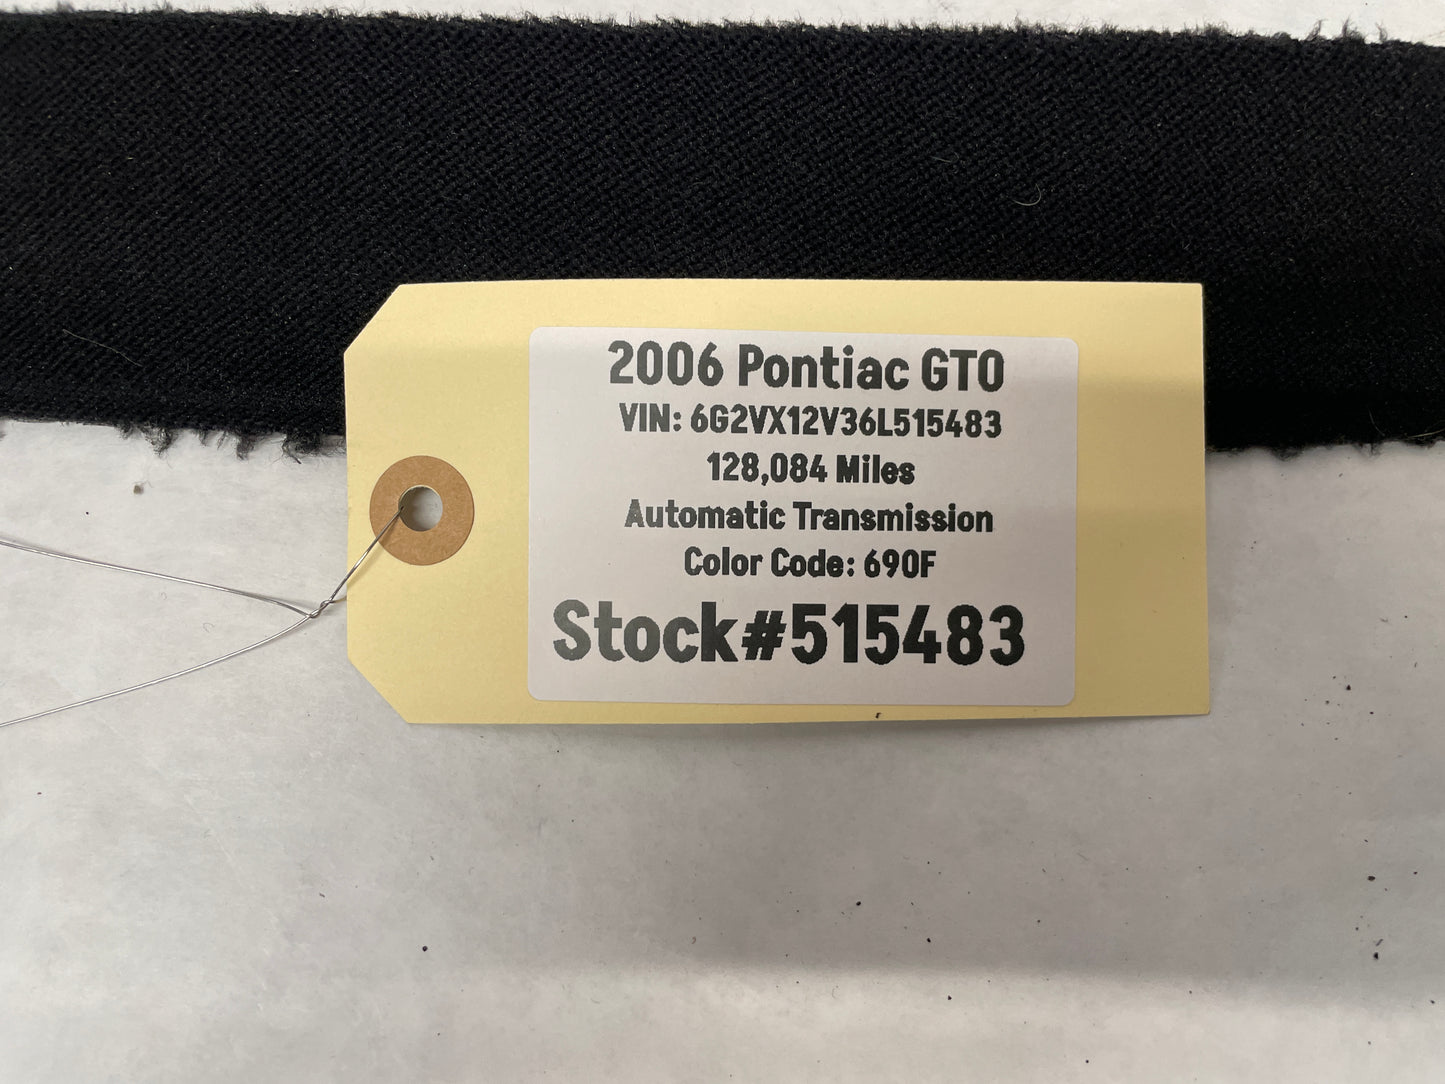 2006 Pontiac GTO
VIN: 6G2VX12V36L515483
128,084 Miles
Automatic Transmission
Color Code: 690F
Stock#515483